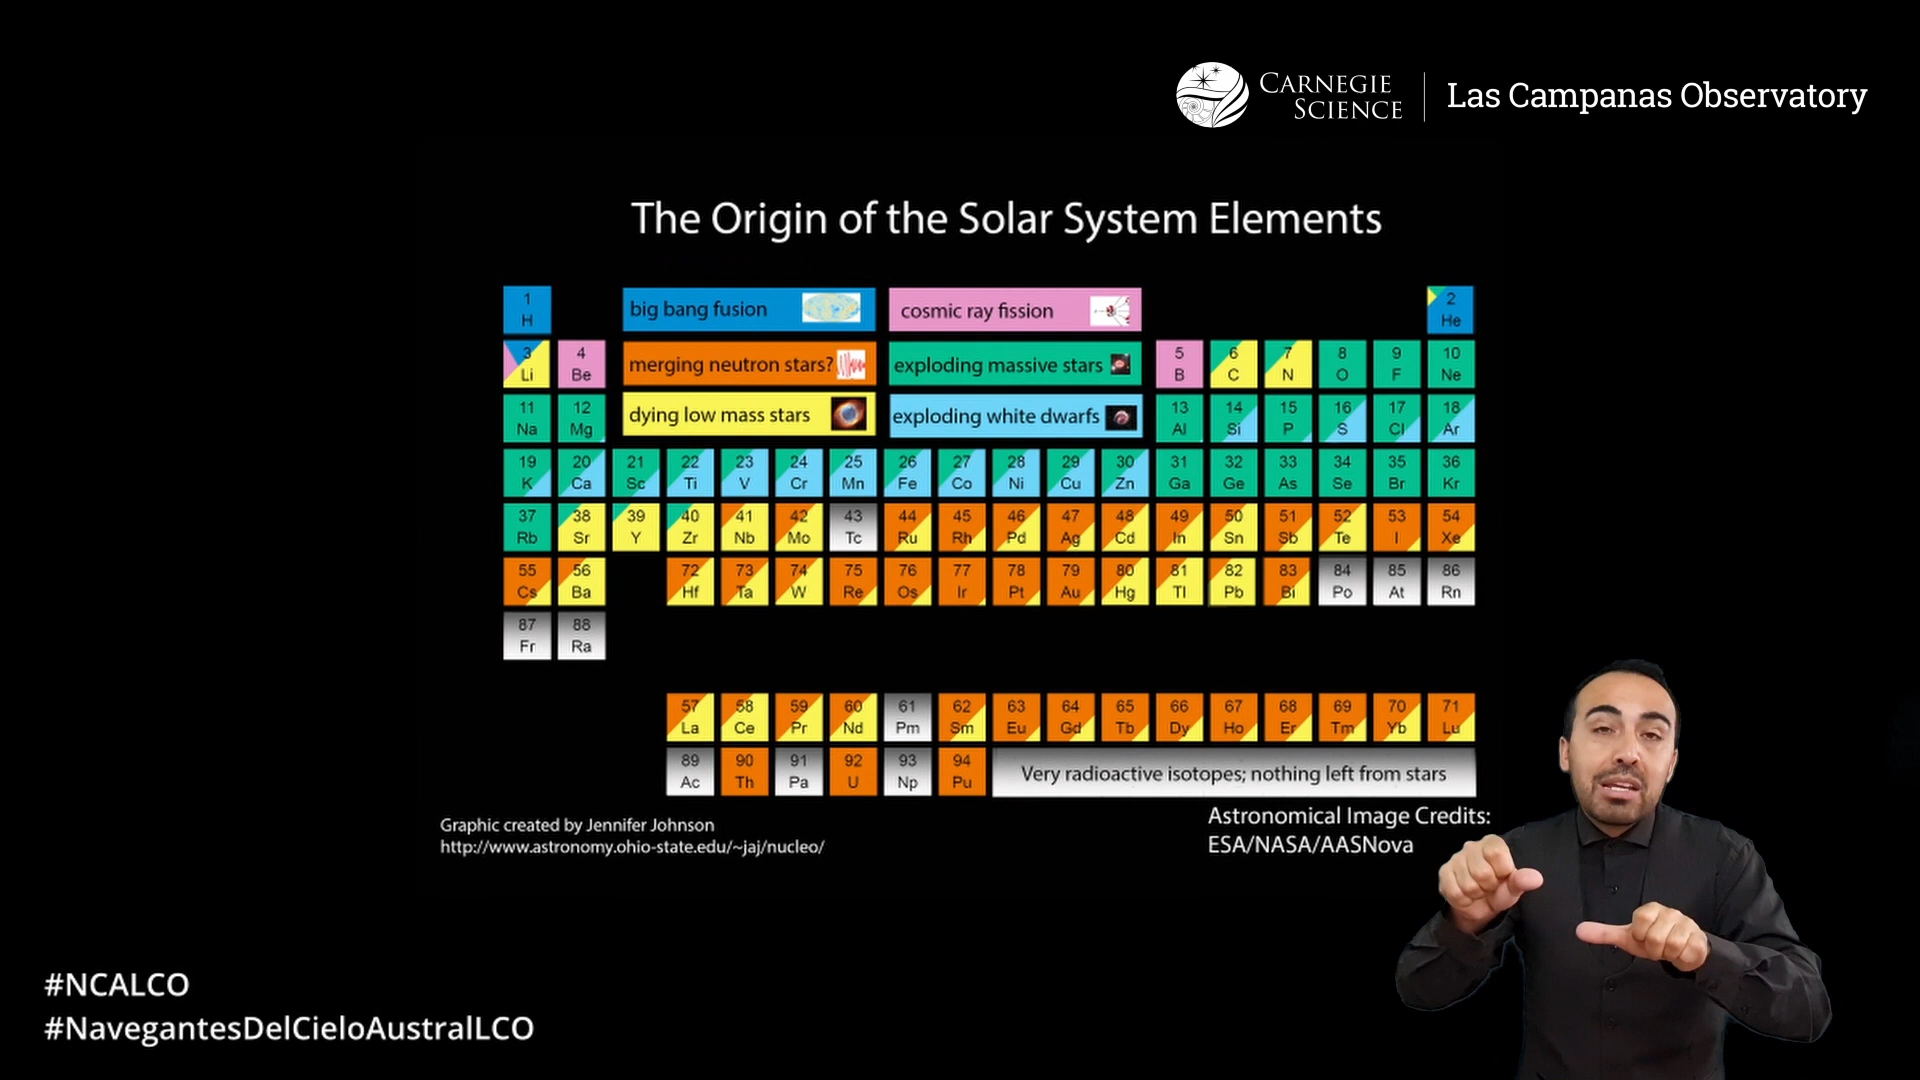 CARNEGIE
SCIENCE
Las Campanas Observatory
The Origin of the Solar System Elements
1 H
big bang fusion
cosmic ray fission
2 He
3 Li
4 Be
merging neutron stars?
exploding massive stars
5 B
6 C
7 N
8 O
9 F
10 Ne
11 Na
12 Mg
dying low mass stars
exploding white dwarfs
13 Al
14 Si
15 P
16 S
17 Cl
18 Ar
19 K
20 Ca
21 Sc
22 Ti
23 V
24 Cr
25 Mn
26 Fe
27 Co
28 Ni
29 Cu
30 Zn
31 Ga
32 Ge
33 As
34 Se
35 Br
36 Kr
37 Rb
38 Sr
39 Y
40 Zr
41 Nb
42 Mo
43 Tc
44 Ru
45 Rh
46 Pd
47 Ag
48 Cd
49 In
50 Sn
51 Sb
52 Te
53 I
54 Xe
55 Cs
56 Ba
72 Hf
73 Ta
74 W
75 Re
76 Os
77 Ir
78 Pt
79 Au
80 Hg
81 Tl
82 Pb
83 Bi
84 Po
85 At
86 Rn
87 Fr
88 Ra
57 La
58 Ce
59 Pr
60 Nd
61 Pm
62 Sm
63 Eu
64 Gd
65 Tb
66 Dy
67 Ho
68 Er
69 Tm
70 Yb
71 Lu
89 Ac
90 Th
91 Pa
92 U
93 Np
94 Pu
Very radioactive isotopes; nothing left from stars
Graphic created by Jennifer Johnson
http://www.astronomy.ohio-state.edu/~jaj/nucleo/
Astronomical Image Credits:
ESA/NASA/AASNova
#NCALCO
#NavegantesDelCieloAustralLCO